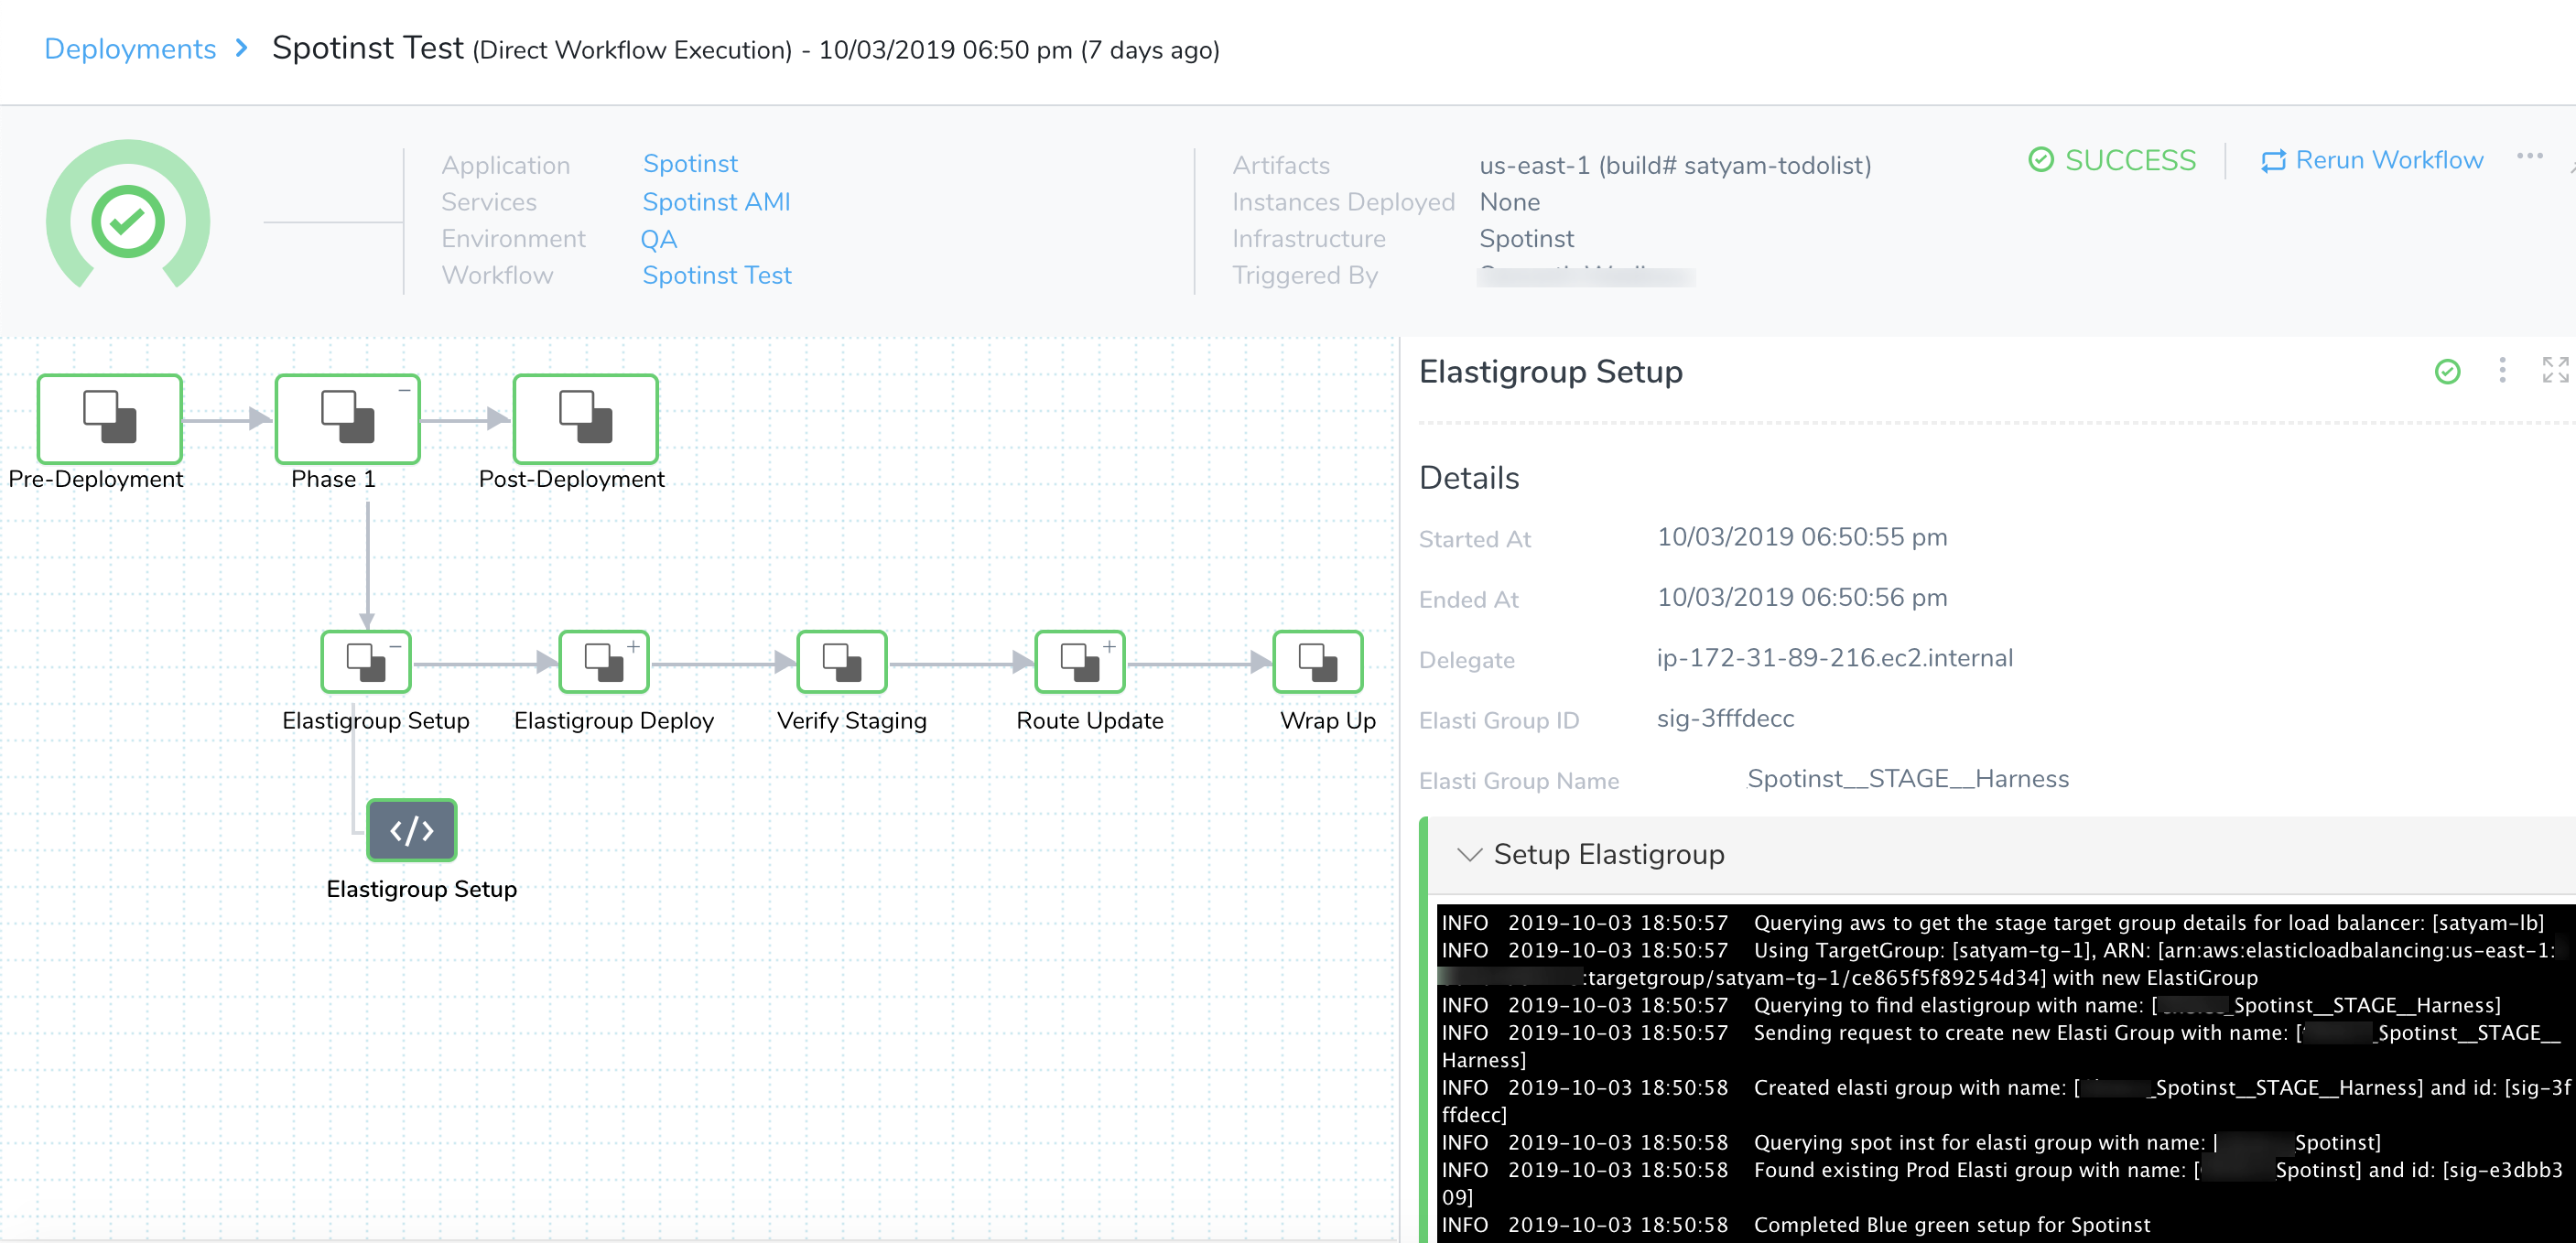 Deployments > Spotinst Test (Direct Workflow Execution) - 10/03/2019 06:50 pm (7 days ago)
Application Spotinst
Services Spotinst AMI
Environment QA
Workflow Spotinst Test
Artifacts us-east-1 (build# satyam-todolist)
Instances Deployed None
Infrastructure Spotinst
Triggered By
SUCCESS
Rerun Workflow
Pre-Deployment
Phase 1
Post-Deployment
Elastigroup Setup
Elastigroup Deploy
Verify Staging
Route Update
Wrap Up
Elastigroup Setup
Elastigroup Setup
Details
Started At 10/03/2019 06:50:55 pm
Ended At 10/03/2019 06:50:56 pm
Delegate ip-172-31-89-216.ec2.internal
Elasti Group ID sig-3fffdecc
Elasti Group Name Spotinst__STAGE__Harness
Setup Elastigroup
INFO 2019-10-03 18:50:57 Querying aws to get the stage target group details for load balancer: [satyam-lb]
INFO 2019-10-03 18:50:57 Using TargetGroup: [satyam-tg-1], ARN: [arn:aws:elasticloadbalancing:us-east-1:
:targetgroup/satyam-tg-1/ce865f5f89254d34] with new ElastiGroup
INFO 2019-10-03 18:50:57 Querying to find elastigroup with name: [ _Spotinst__STAGE__Harness]
INFO 2019-10-03 18:50:57 Sending request to create new Elasti Group with name: [ _Spotinst__STAGE__
Harness]
INFO 2019-10-03 18:50:58 Created elasti group with name: [ _Spotinst__STAGE__Harness] and id: [sig-3f
ffdecc]
INFO 2019-10-03 18:50:58 Querying spot inst for elasti group with name: [ Spotinst]
INFO 2019-10-03 18:50:58 Found existing Prod Elasti group with name: [ Spotinst] and id: [sig-e3dbb3
09]
INFO 2019-10-03 18:50:58 Completed Blue green setup for Spotinst